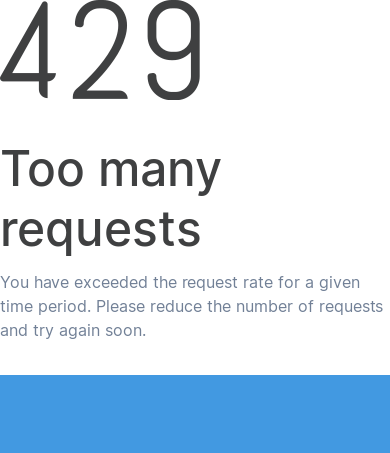 429
Too many
requests
You have exceeded the request rate for a given
time period. Please reduce the number of requests
and try again soon.